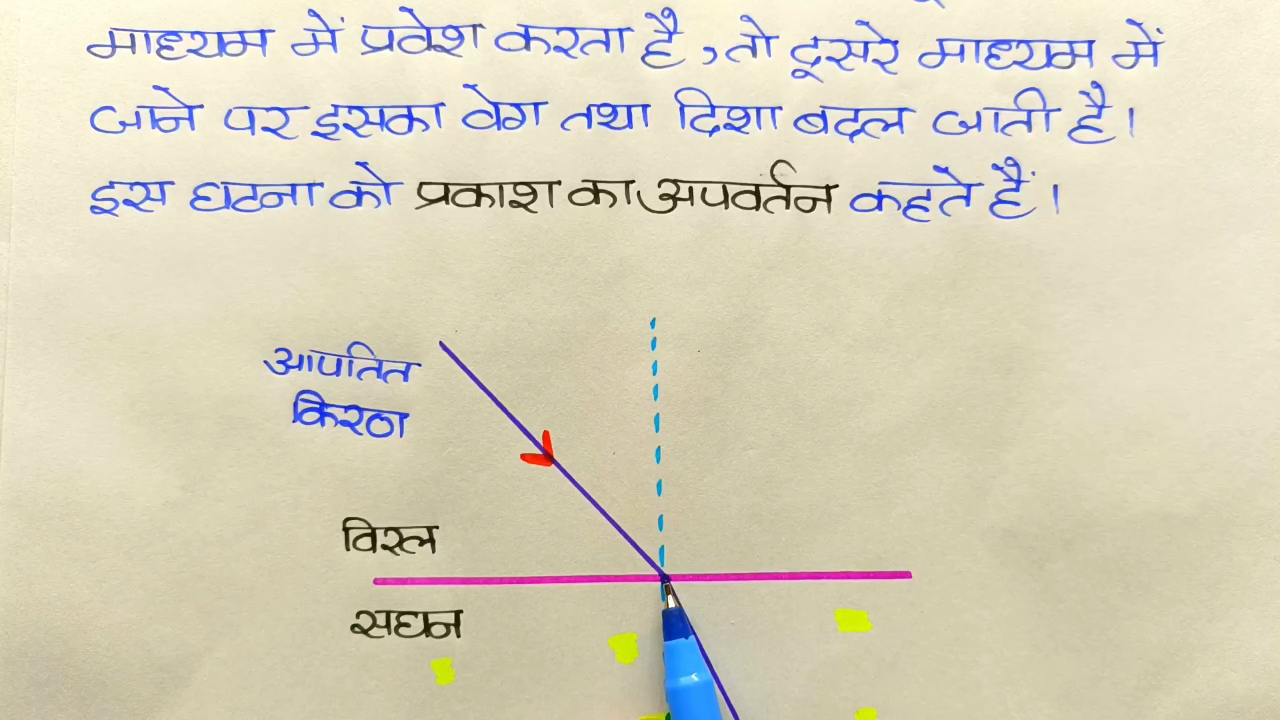 माध्यम में प्रवेश करता है, तो दूसरे माध्यम में
जाने पर इसका वेग तथा दिशा बदल जाती है।
इस घटना को प्रकाश का अपवर्तन कहते हैं।
आपतित
किरण
विरल
सघन